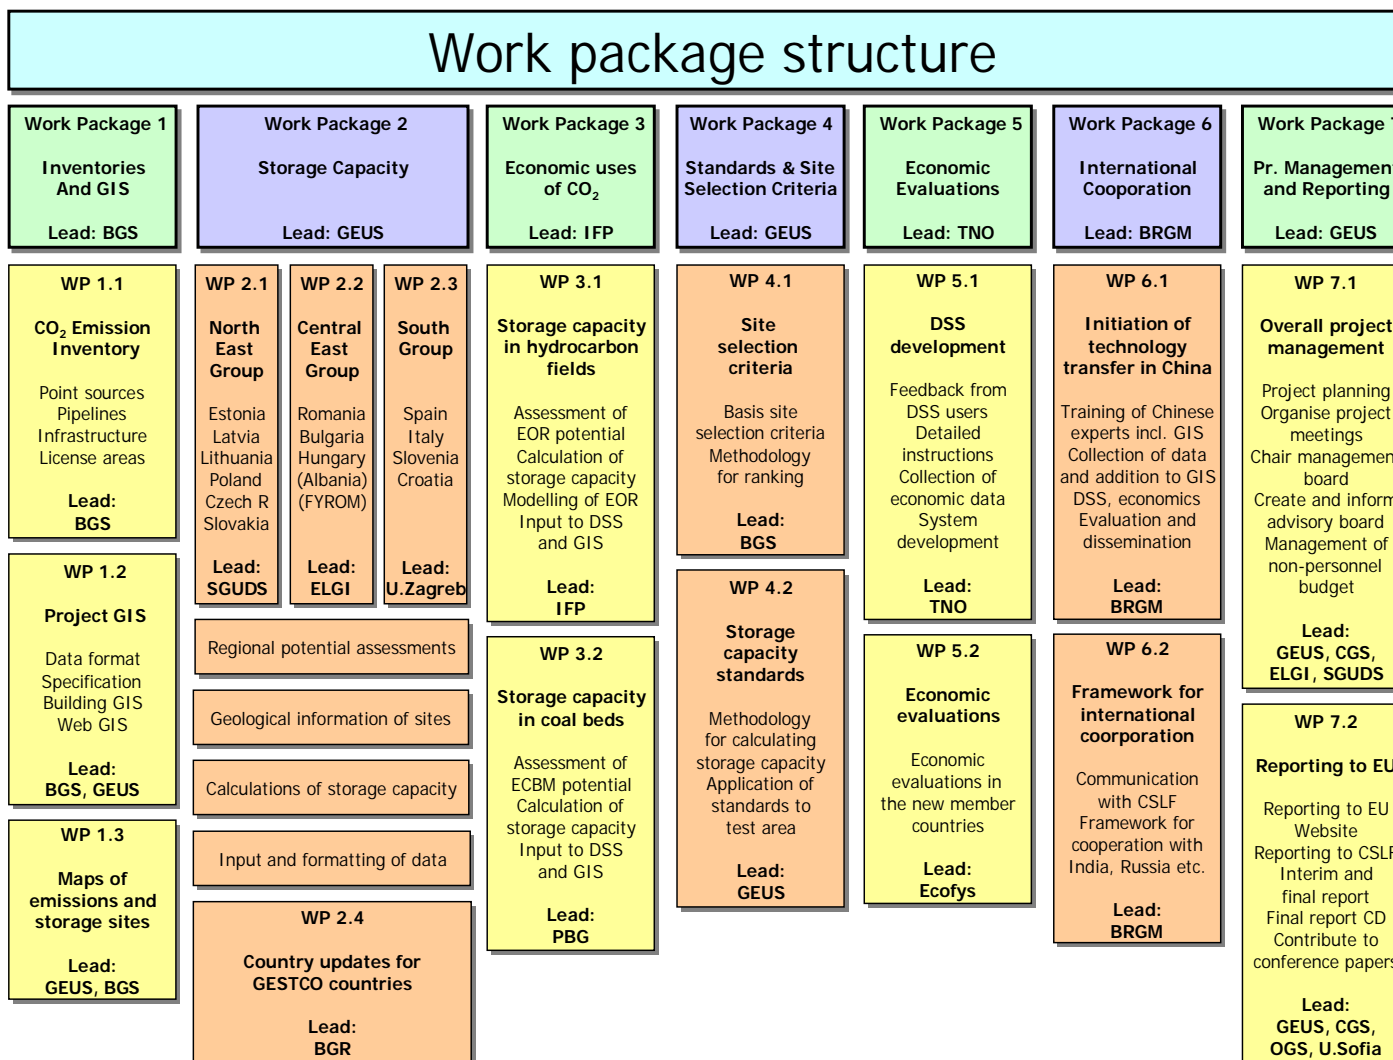 Work package structure
Work Package 1
Inventories
And GIS
Lead: BGS
Work Package 2
Storage Capacity
Lead: GEUS
Work Package 3
Economic uses
of CO2
Lead: IFP
Work Package 4
Standards & Site
Selection Criteria
Lead: GEUS
Work Package 5
Economic
Evaluations
Lead: TNO
Work Package 6
International
Cooporation
Lead: BRGM
Work Package
Pr. Management
and Reporting
Lead: GEUS
WP 1.1
CO2 Emission
Inventory
Point sources
Pipelines
Infrastructure
License areas
Lead:
BGS
WP 1.2
Project GIS
Data format
Specification
Building GIS
Web GIS
Lead:
BGS, GEUS
WP 1.3
Maps of
emissions and
storage sites
Lead:
GEUS, BGS
WP 2.1
North
East
Group
Estonia
Latvia
Lithuania
Poland
Czech R
Slovakia
Lead:
SGUDS
WP 2.2
Central
East
Group
Romania
Bulgaria
Hungary
(Albania)
(FYROM)
Lead:
ELGI
WP 2.3
South
Group
Spain
Italy
Slovenia
Croatia
Lead:
U.Zagreb
Regional potential assessments
Geological information of sites
Calculations of storage capacity
Input and formatting of data
WP 2.4
Country updates for
GESTCO countries
Lead:
BGR
WP 3.1
Storage capacity
in hydrocarbon
fields
Assessment of
EOR potential
Calculation of
storage capacity
Modelling of EOR
Input to DSS
and GIS
Lead:
IFP
WP 3.2
Storage capacity
in coal beds
Assessment of
ECBM potential
Calculation of
storage capacity
Input to DSS
and GIS
Lead:
PBG
WP 4.1
Site
selection
criteria
Basis site
selection criteria
Methodology
for ranking
Lead:
BGS
WP 4.2
Storage
capacity
standards
Methodology
for calculating
storage capacity
Application of
standards to
test area
Lead:
GEUS
WP 5.1
DSS
development
Feedback from
DSS users
Detailed
instructions
Collection of
economic data
System
development
Lead:
TNO
WP 5.2
Economic
evaluations
Economic
evaluations in
the new member
countries
Lead:
Ecofys
WP 6.1
Initiation of
technology
transfer in China
Training of Chinese
experts incl. GIS
Collection of data
and addition to GIS
DSS, economics
Evaluation and
dissemination
Lead:
BRGM
WP 6.2
Framework for
international
coorporation
Communication
with CSLF
Framework for
cooperation with
India, Russia etc.
Lead:
BRGM
WP 7.1
Overall project
management
Project planning
Organise project
meetings
Chair management
board
Create and inform
advisory board
Management of
non-personnel
budget
Lead:
GEUS, CGS,
ELGI, SGUDS
WP 7.2
Reporting to EU
Reporting to EU
Website
Reporting to CSLF
Interim and
final report
Final report CD
Contribute to
conference papers
Lead:
GEUS, CGS,
OGS, U.Sofia